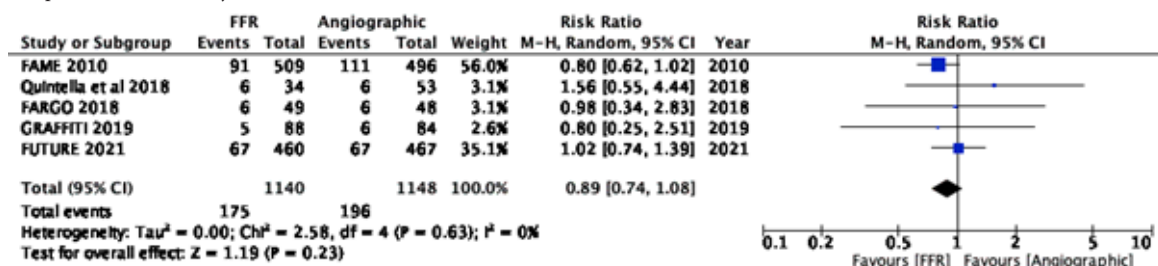 FFR Angiographic Risk Ratio Risk Ratio
Study or Subgroup Events Total Events Total Weight M-H, Random, 95% CI Year M-H, Random, 95% CI
FAME 2010 91 509 111 496 56.0% 0.80 [0.62, 1.02] 2010
Quintella et al 2018 6 34 6 53 3.1% 1.56 [0.55, 4.44] 2018
FARGO 2018 6 49 6 48 3.1% 0.98 [0.34, 2.83] 2018
GRAFFITI 2019 5 88 6 84 2.6% 0.80 [0.25, 2.51] 2019
FUTURE 2021 67 460 67 467 35.1% 1.02 [0.74, 1.39] 2021
Total (95% CI) 1140 1148 100.0% 0.89 [0.74, 1.08]
Total events 175 196
Heterogeneity: Tau² = 0.00; Chi² = 2.58, df = 4 (P = 0.63); I² = 0%
Test for overall effect: Z = 1.19 (P = 0.23)
0.1 0.2 0.5 1 2 5 10
Favours [FFR] Favours [Angiographic]